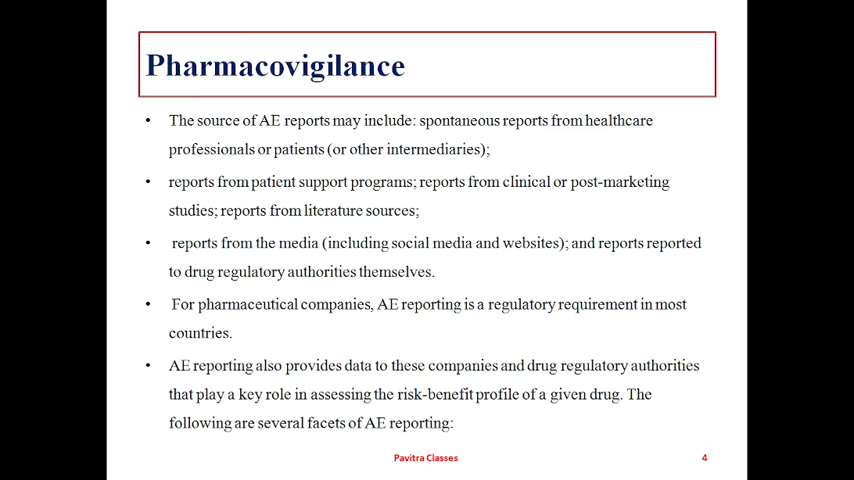 Pharmacovigilance
• The source of AE reports may include: spontaneous reports from healthcare
professionals or patients (or other intermediaries);
• reports from patient support programs; reports from clinical or post-marketing
studies; reports from literature sources;
• reports from the media (including social media and websites); and reports reported
to drug regulatory authorities themselves.
• For pharmaceutical companies, AE reporting is a regulatory requirement in most
countries.
• AE reporting also provides data to these companies and drug regulatory authorities
that play a key role in assessing the risk-benefit profile of a given drug. The
following are several facets of AE reporting:
Pavitra Classes
4